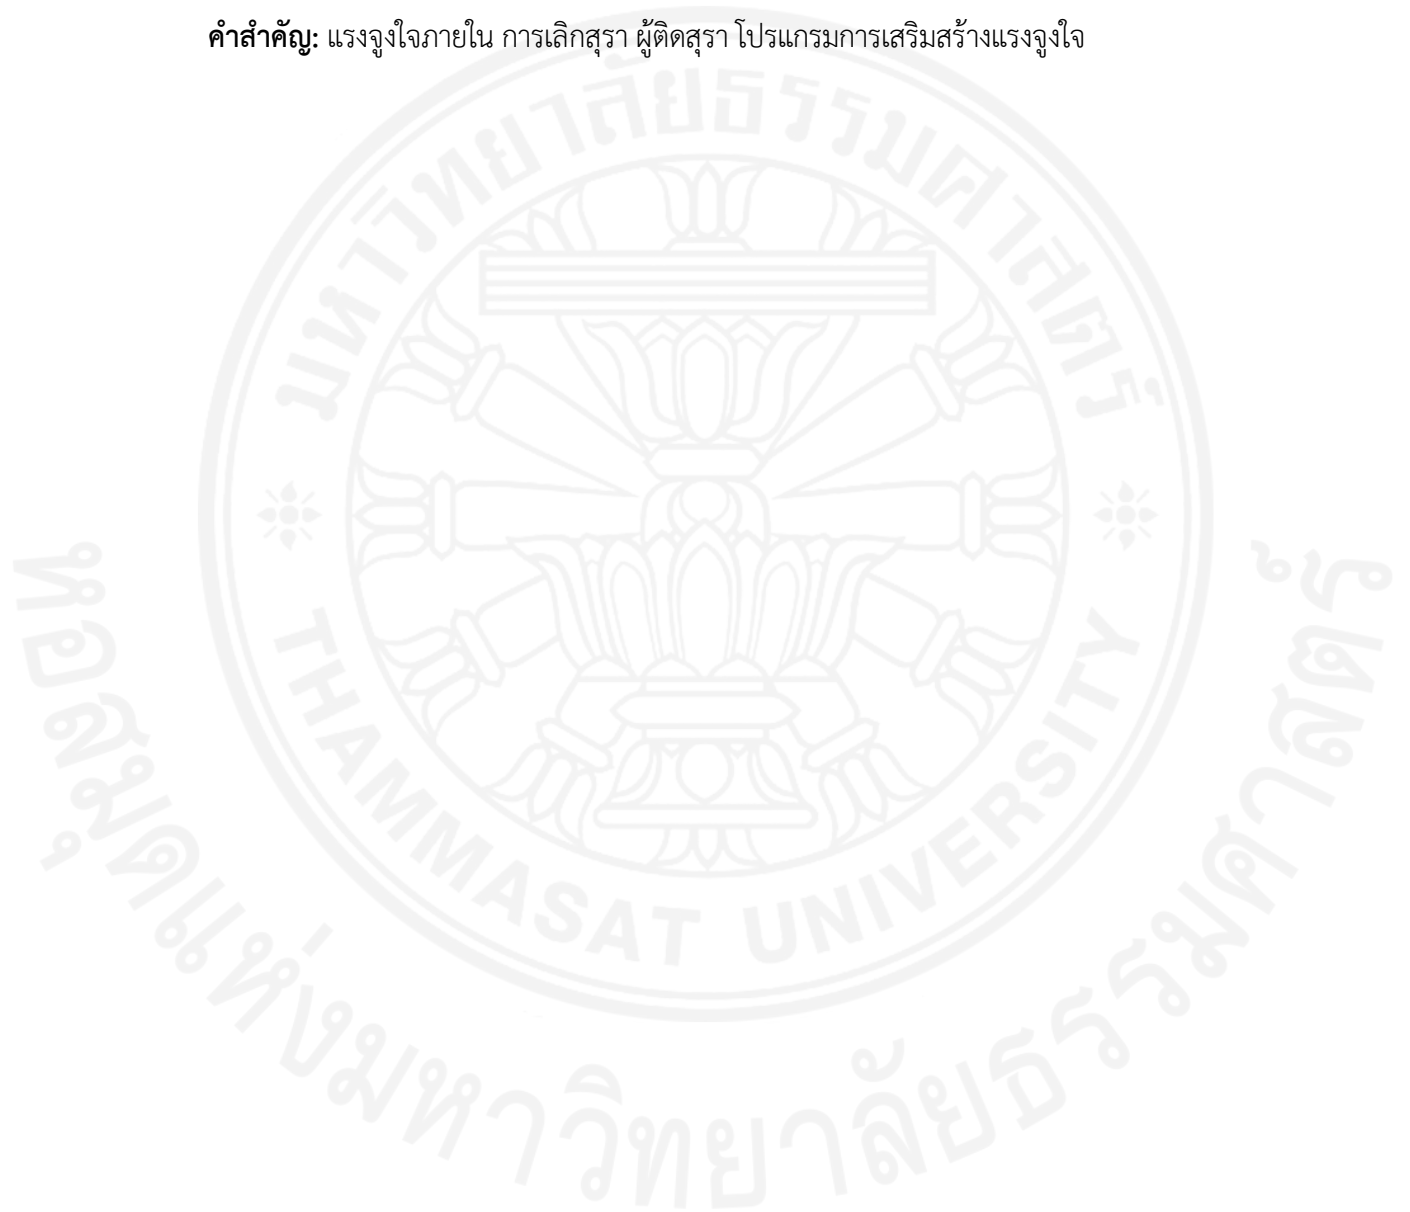 คำสำคัญ: แรงจูงใจภายใน การเลิกสุรา ผู้ติดสุรา โปรแกรมการเสริมสร้างแรงจูงใจ
มหาวิทยาลัยธรรมศาสตร์
THAMMASAT UNIVERSITY
หอสมุดแห่งมหาวิทยาลัยธรรมศาสตร์